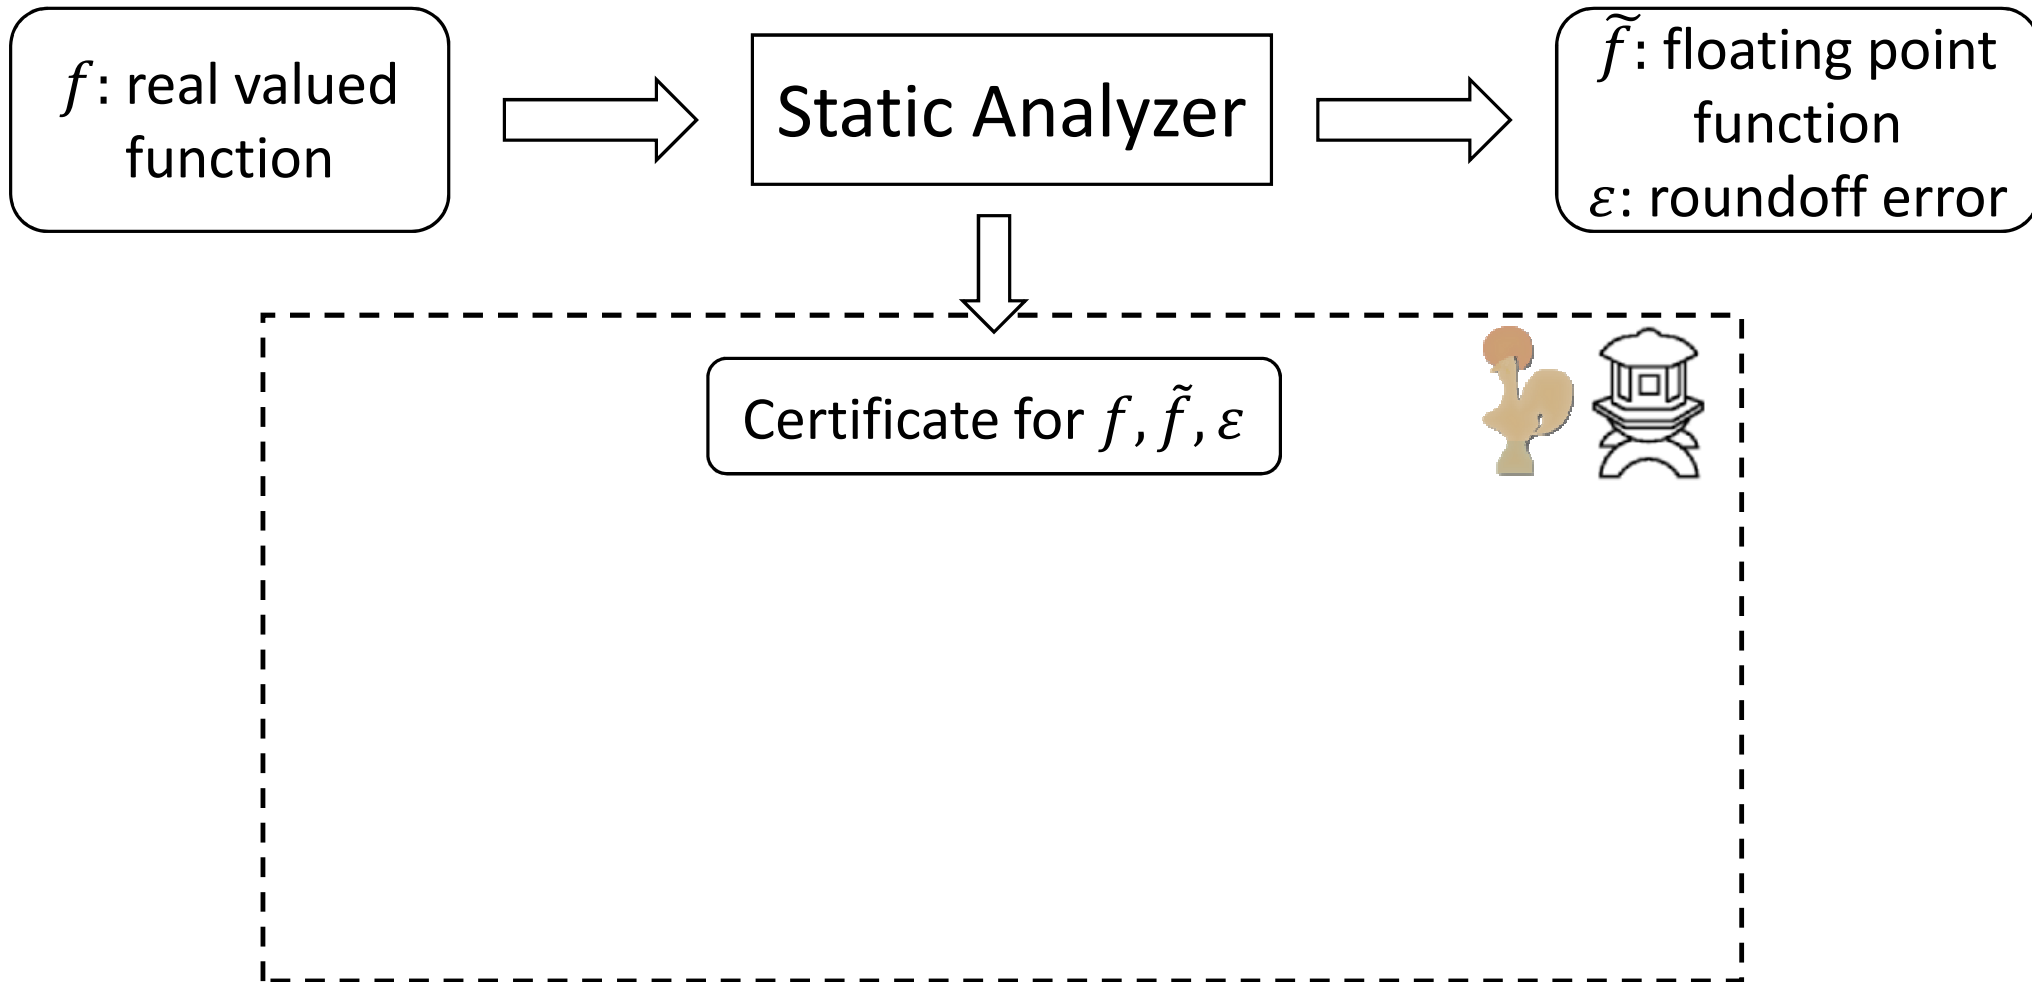 f: real valued
function
Static Analyzer
f̃: floating point
function
ε: roundoff error
Certificate for f, f̃, ε